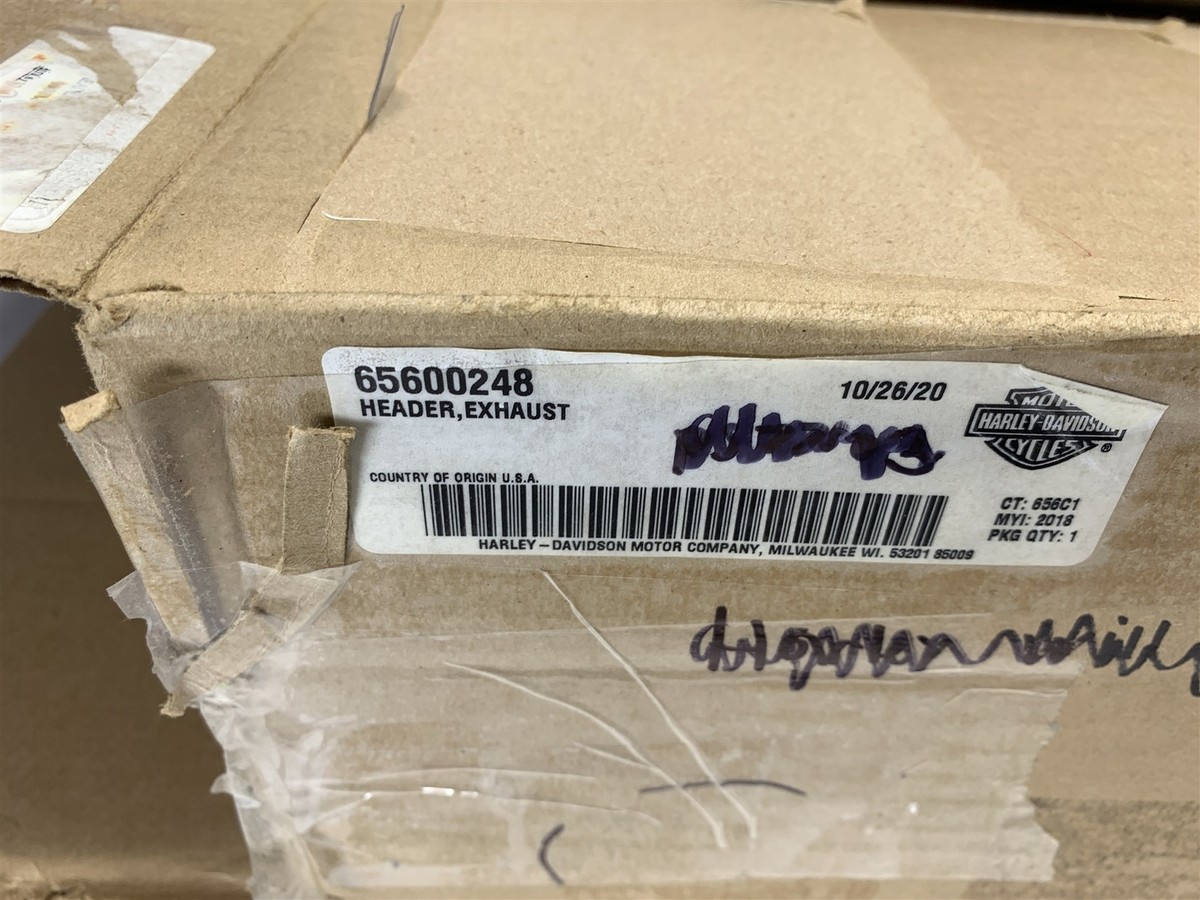 65600248
HEADER,EXHAUST
10/26/20
HARLEY-DAVIDSON
CYCLES
®
COUNTRY OF ORIGIN U.S.A.
CT: 656C1
MYI: 2018
PKG QTY: 1
HARLEY-DAVIDSON MOTOR COMPANY, MILWAUKEE WI. 53201 85009